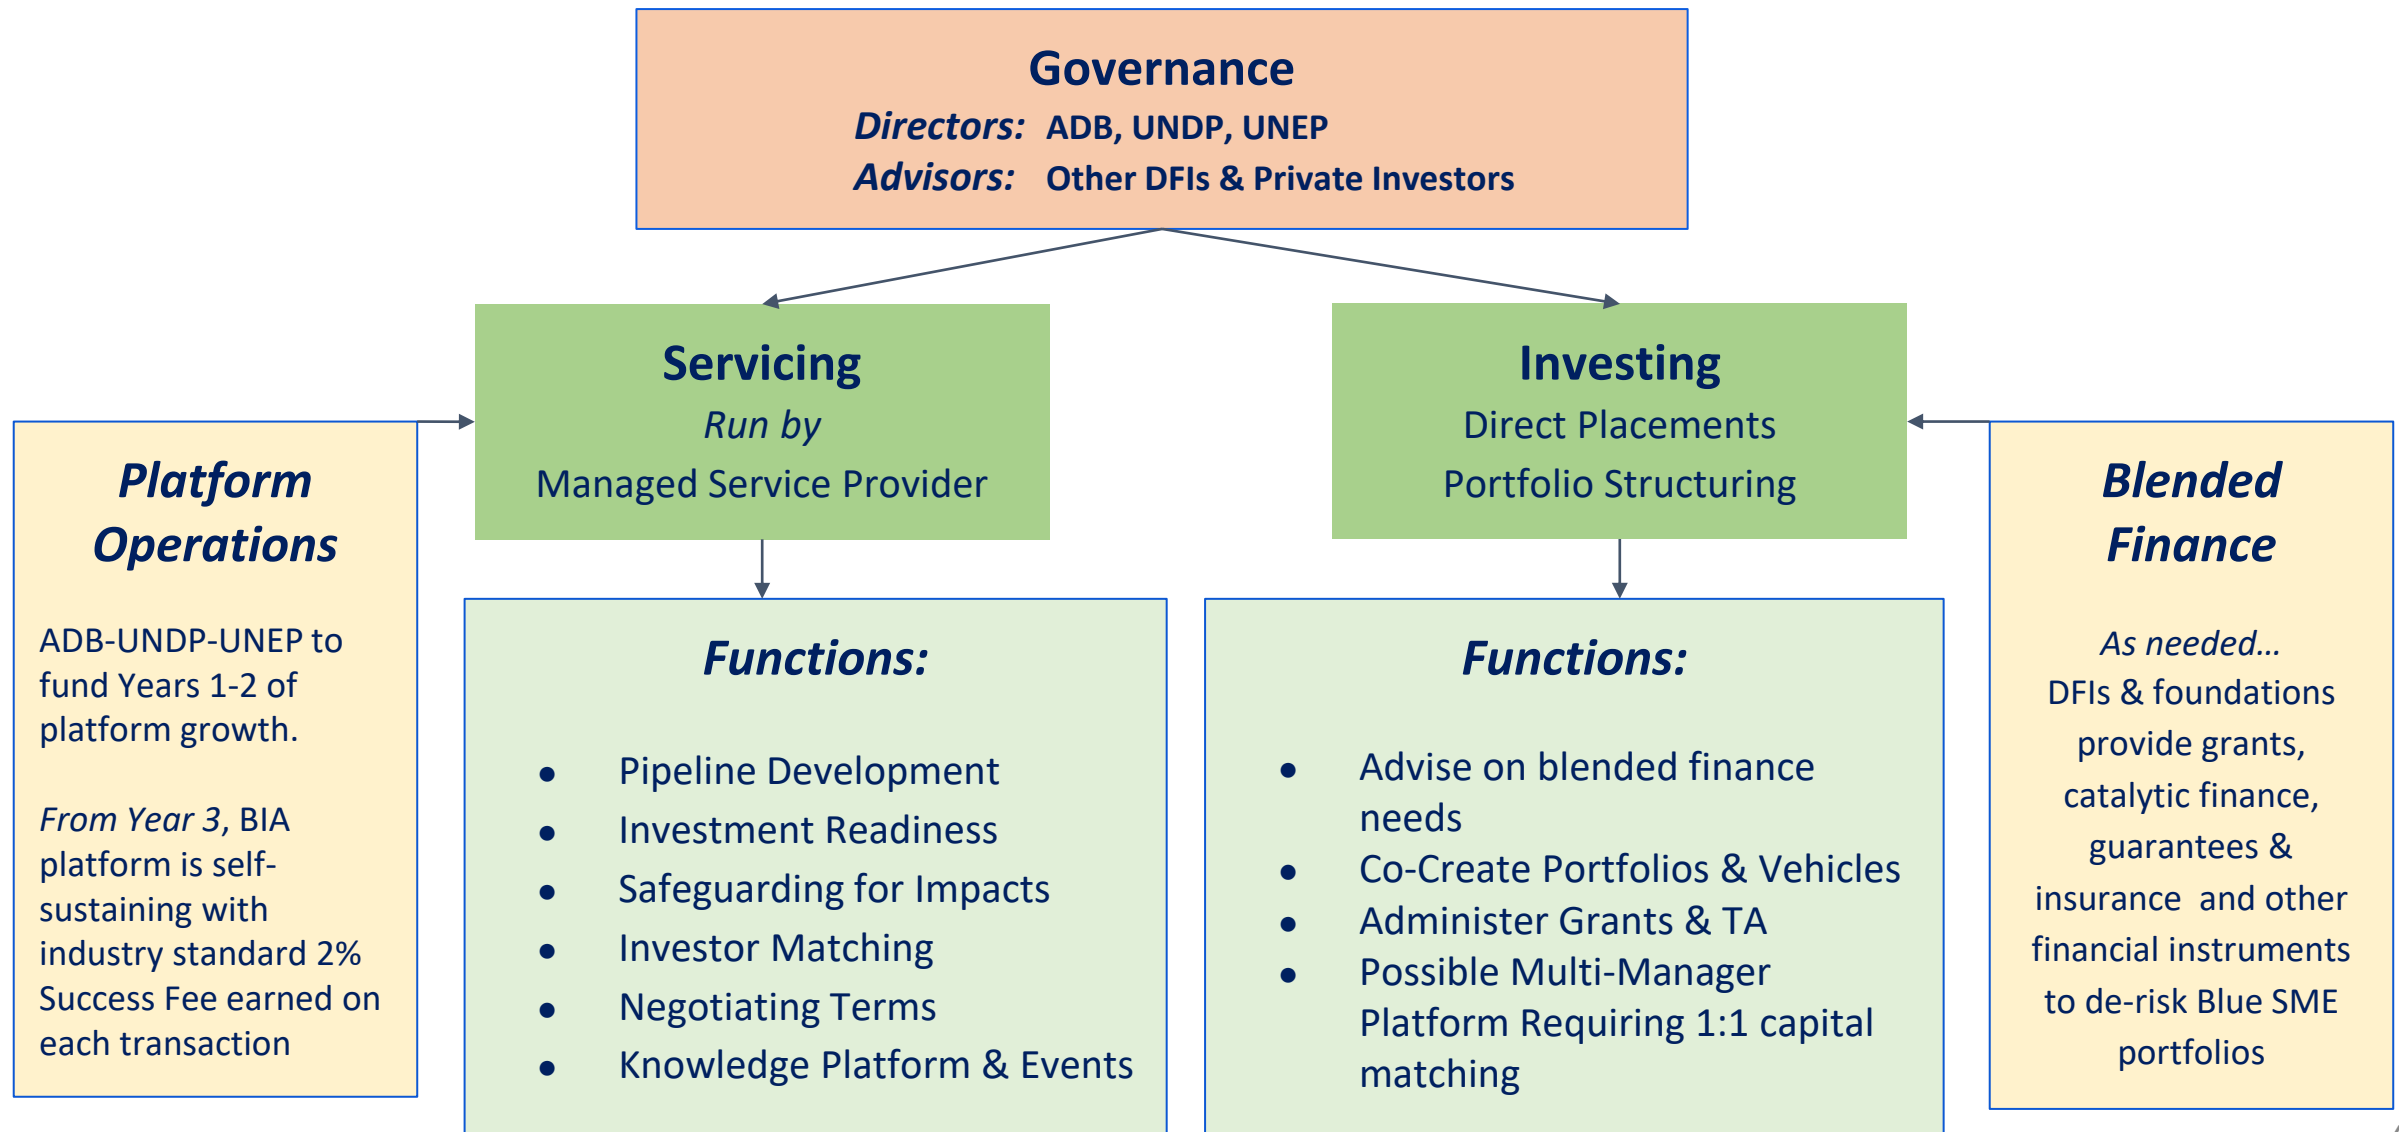 Governance
Directors: ADB, UNDP, UNEP
Advisors: Other DFIs & Private Investors
Servicing
Run by
Managed Service Provider
Investing
Direct Placements
Portfolio Structuring
Platform
Operations
ADB-UNDP-UNEP to
fund Years 1-2 of
platform growth.
From Year 3, BIA
platform is self-
sustaining with
industry standard 2%
Success Fee earned on
each transaction
Functions:
● Pipeline Development
● Investment Readiness
● Safeguarding for Impacts
● Investor Matching
● Negotiating Terms
● Knowledge Platform & Events
Functions:
● Advise on blended finance
needs
● Co-Create Portfolios & Vehicles
● Administer Grants & TA
● Possible Multi-Manager
Platform Requiring 1:1 capital
matching
Blended
Finance
As needed…
DFIs & foundations
provide grants,
catalytic finance,
guarantees &
insurance and other
financial instruments
to de-risk Blue SME
portfolios